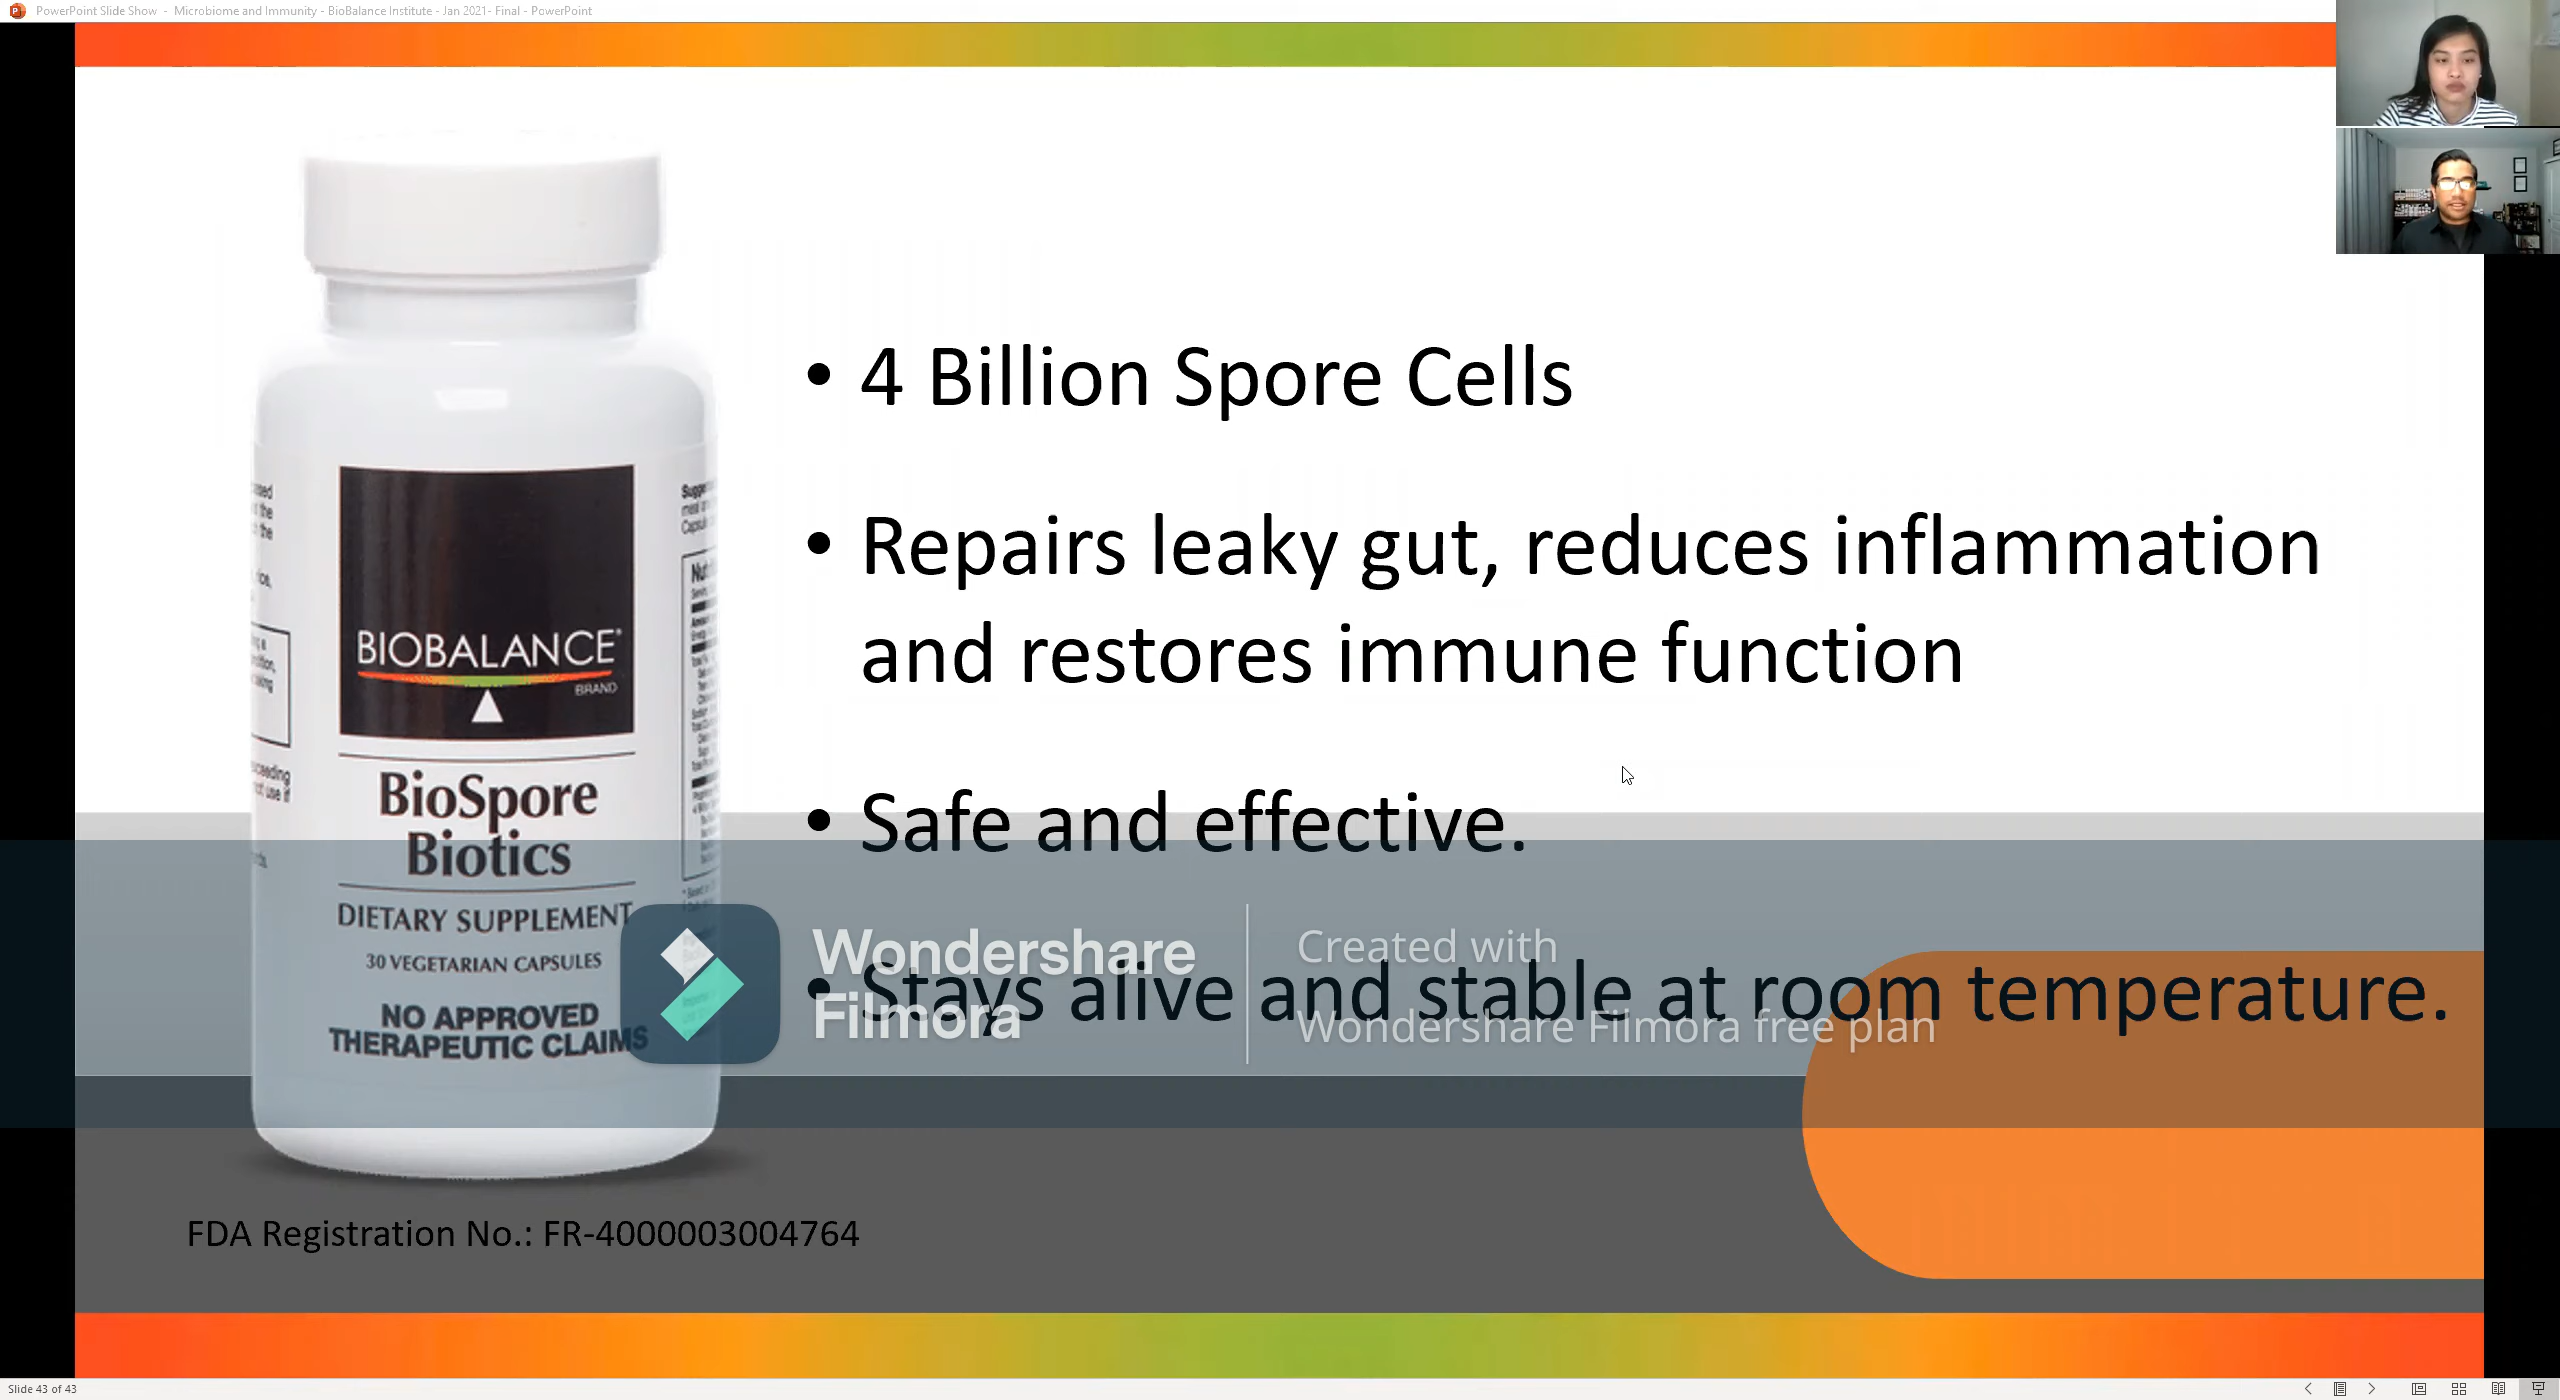 PowerPoint Slide Show - Microbiome and Immunity - BioBalance Institute - Jan 2021- Final - PowerPoint
• 4 Billion Spore Cells
• Repairs leaky gut, reduces inflammation
and restores immune function
• Safe and effective.
• Stays alive and stable at room temperature.
BIOBALANCE®
BRAND
BioSpore
Biotics
DIETARY SUPPLEMENT
30 VEGETARIAN CAPSULES
NO APPROVED
THERAPEUTIC CLAIMS
Wondershare
Filmora
Created with
Wondershare Filmora free plan
FDA Registration No.: FR-4000003004764
Slide 43 of 43